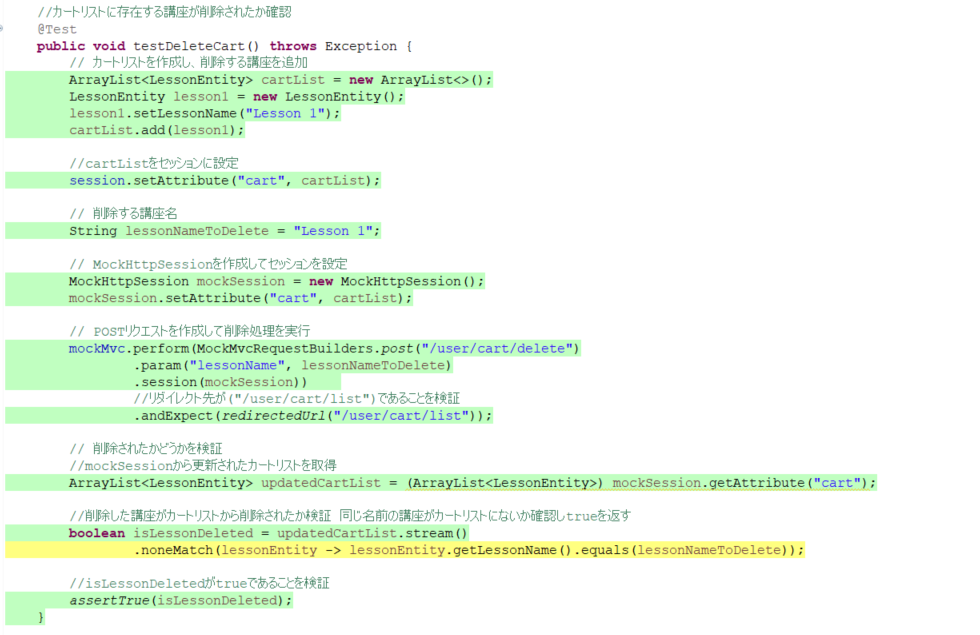 //カートリストに存在する講座が削除されたか確認
@Test
public void testDeleteCart() throws Exception {
// カートリストを作成し、削除する講座を追加
ArrayList<LessonEntity> cartList = new ArrayList<>();
LessonEntity lesson1 = new LessonEntity();
lesson1.setLessonName("Lesson 1");
cartList.add(lesson1);
//cartListをセッションに設定
session.setAttribute("cart", cartList);
// 削除する講座名
String lessonNameToDelete = "Lesson 1";
// MockHttpSessionを作成してセッションを設定
MockHttpSession mockSession = new MockHttpSession();
mockSession.setAttribute("cart", cartList);
// POSTリクエストを作成して削除処理を実行
mockMvc.perform(MockMvcRequestBuilders.post("/user/cart/delete")
.param("lessonName", lessonNameToDelete)
.session(mockSession))
//リダイレクト先が("/user/cart/list")であることを検証
.andExpect(redirectedUrl("/user/cart/list"));
// 削除されたかどうかを検証
//mockSessionから更新されたカートリストを取得
ArrayList<LessonEntity> updatedCartList = (ArrayList<LessonEntity>) mockSession.getAttribute("cart");
//削除した講座がカートリストから削除されたか検証 同じ名前の講座がカートリストにないか確認しtrueを返す
boolean isLessonDeleted = updatedCartList.stream()
.noneMatch(lessonEntity -> lessonEntity.getLessonName().equals(lessonNameToDelete));
//isLessonDeletedがtrueであることを検証
assertTrue(isLessonDeleted);
}